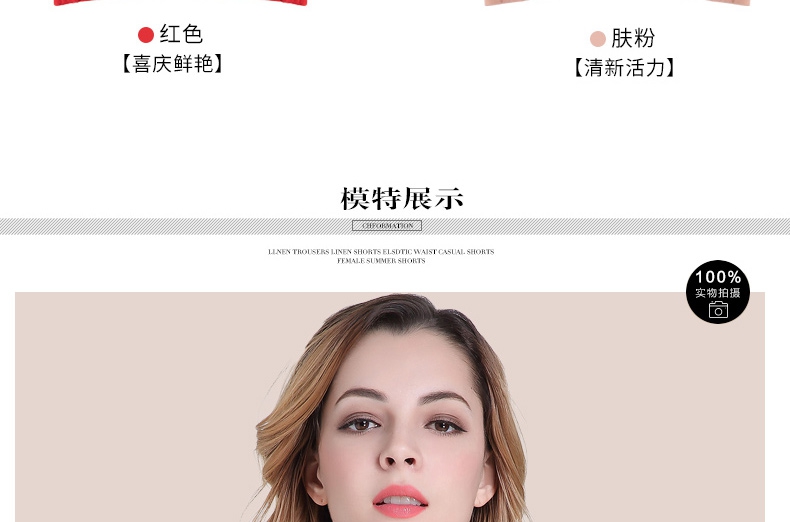 红色
【喜庆鲜艳】
肤粉
【清新活力】
模特展示
CHFORMATION
LLNEN TROUSERS LINEN SHORTS ELSDTIC WAIST CASUAL SHORTS
FEMALE SUMMER SHORTS
100%
实物拍摄